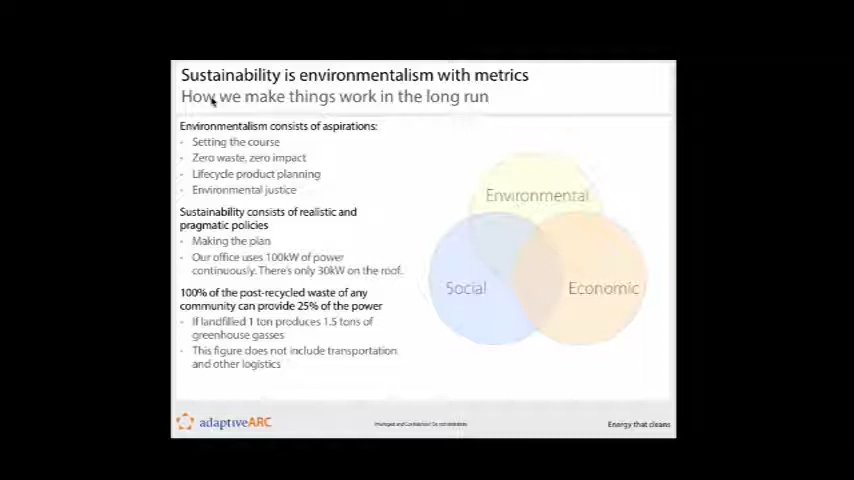 Sustainability is environmentalism with metrics
How we make things work in the long run
Environmentalism consists of aspirations:
• Setting the course
• Zero waste, zero impact
• Lifecycle product planning
• Environmental justice
Sustainability consists of realistic and
pragmatic policies
• Making the plan
• Our office uses 100kW of power
continuously. There's only 30kW on the roof.
100% of the post-recycled waste of any
community can provide 25% of the power
• If landfilled 1 ton produces 1.5 tons of
greenhouse gasses
• This figure does not include transportation
and other logistics
Environmental
Social
Economic
adaptiveARC
Privileged and Confidential
Energy that cleans